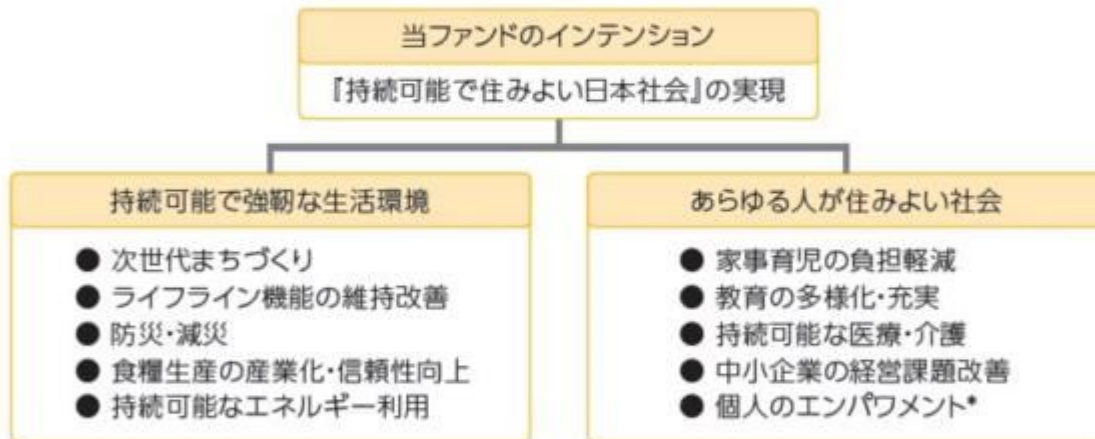 当ファンドのインテンション
『持続可能で住みよい日本社会』の実現
持続可能で強靭な生活環境
● 次世代まちづくり
● ライフライン機能の維持改善
● 防災・減災
● 食糧生産の産業化・信頼性向上
● 持続可能なエネルギー利用
あらゆる人が住みよい社会
● 家事育児の負担軽減
● 教育の多様化・充実
● 持続可能な医療・介護
● 中小企業の経営課題改善
● 個人のエンパワメント*